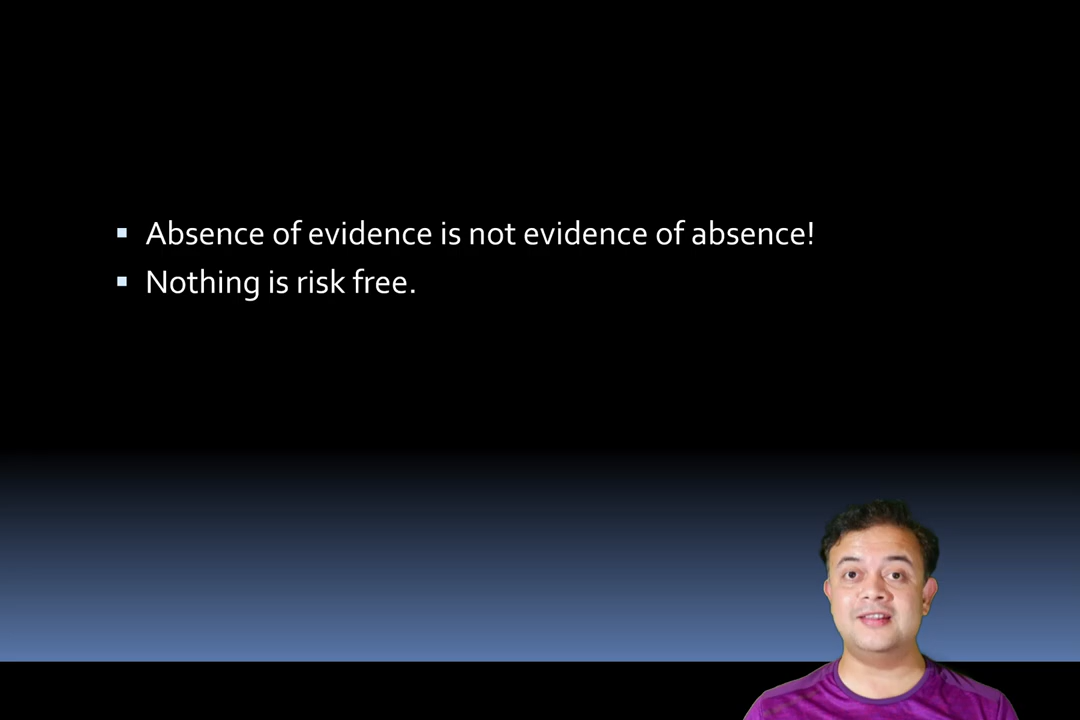 Absence of evidence is not evidence of absence!
Nothing is risk free.